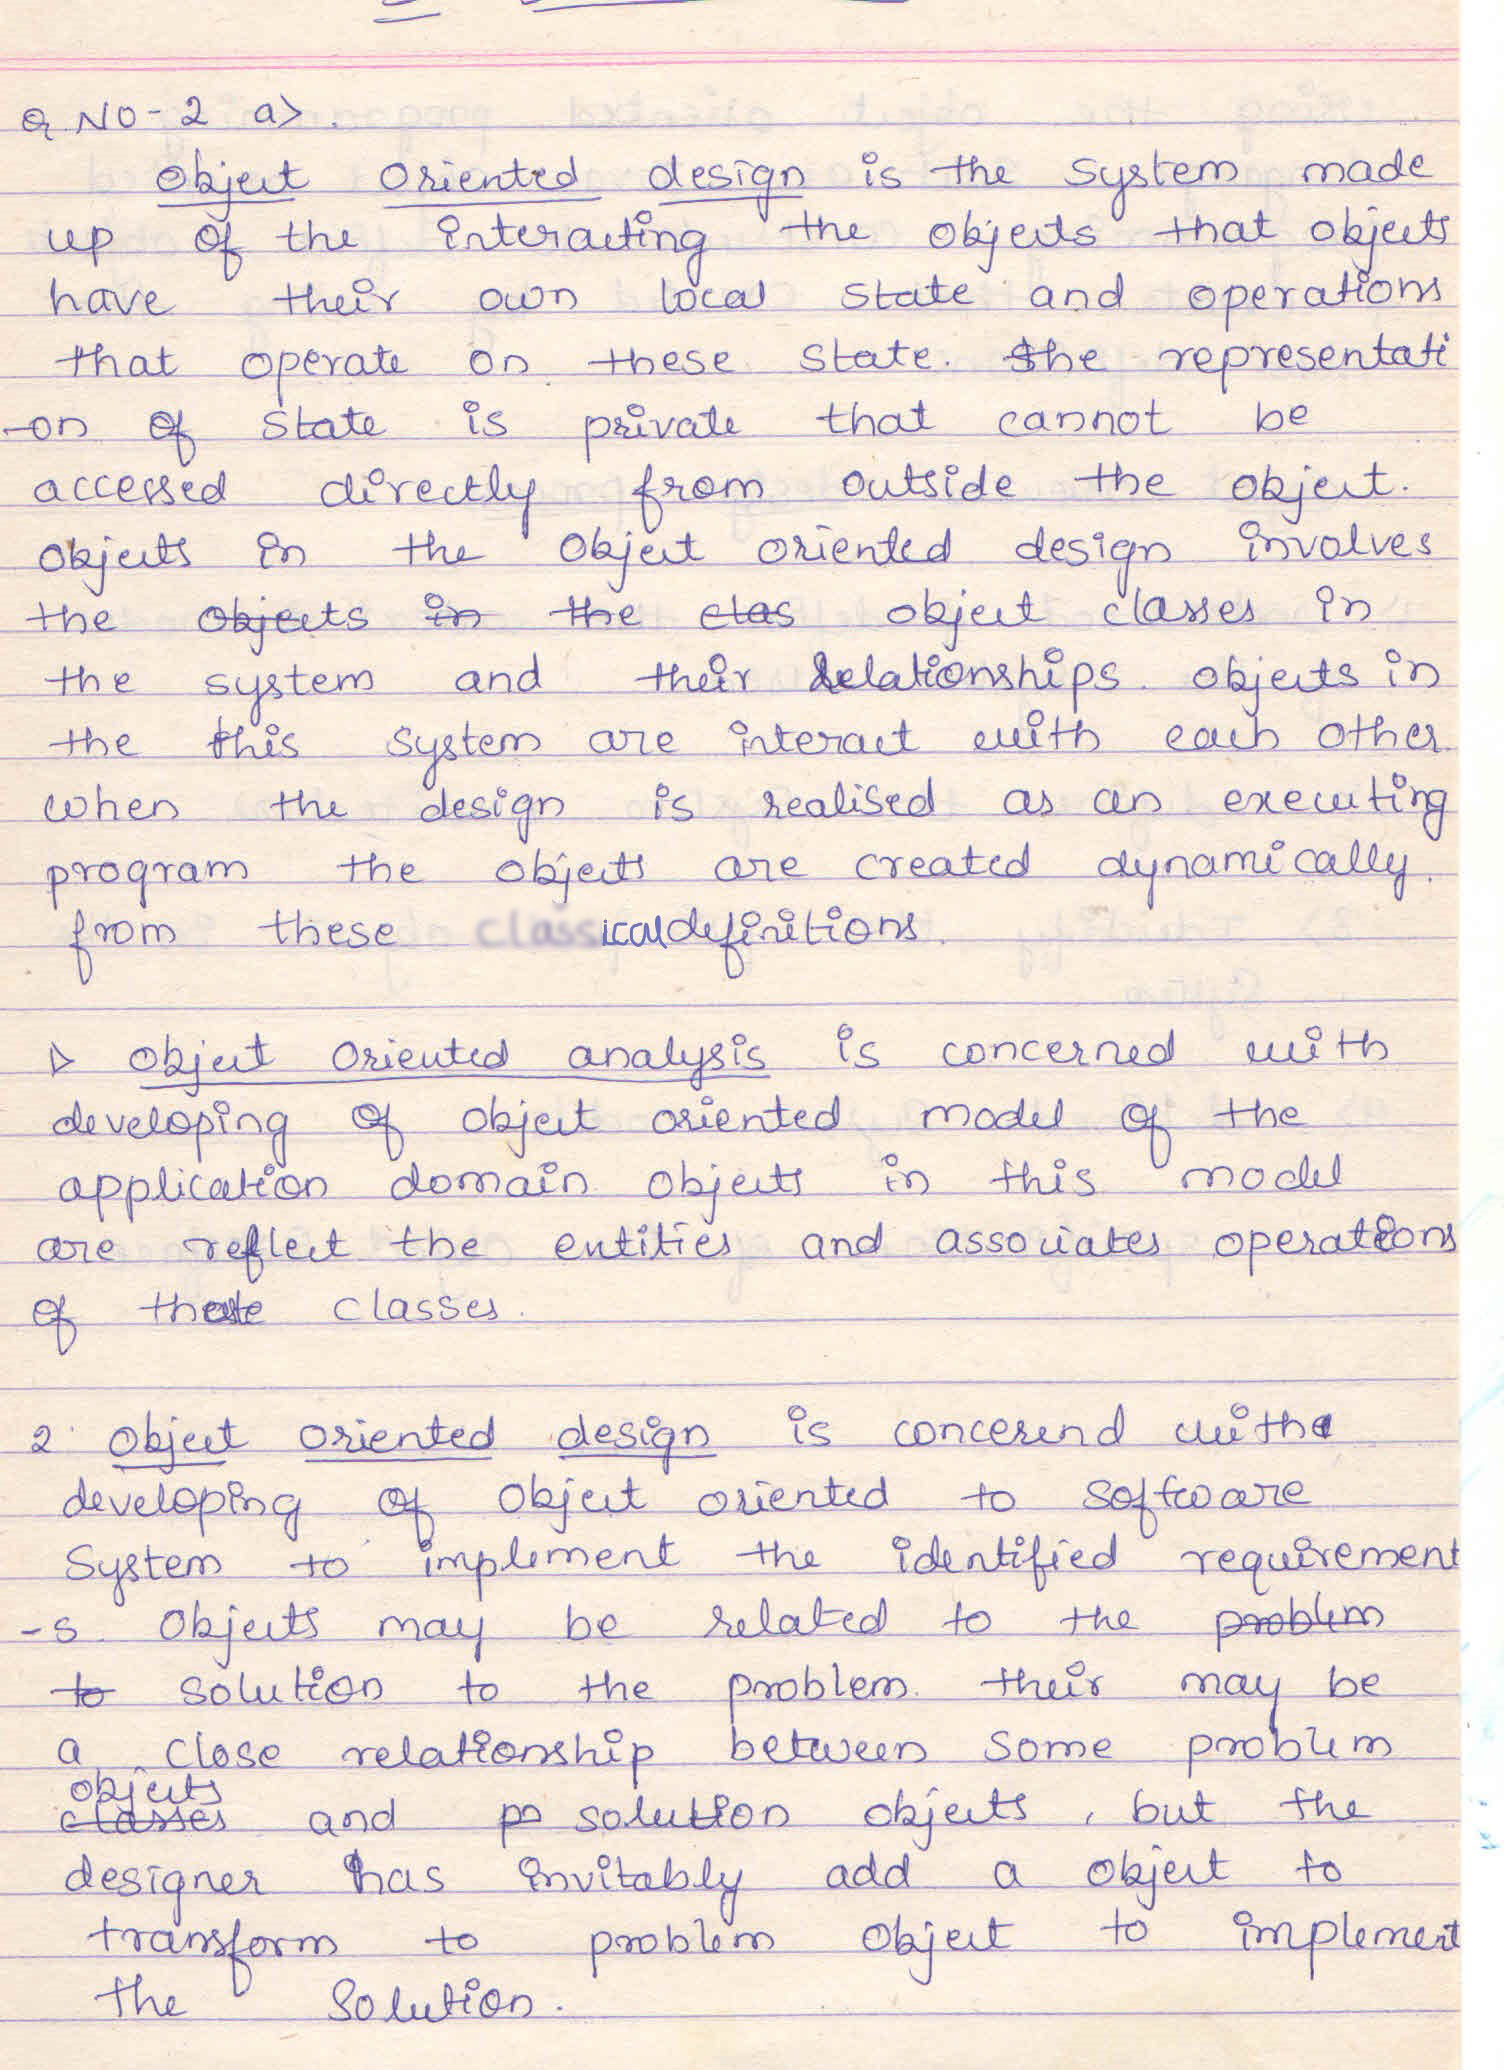 Q NO-2 a>.
Object Oriented design is the system made
up of the interacting the objects that objects
have their own local state and operations
that operate on these state. The representati
-on of state is private that cannot be
accessed directly from outside the object.
objects in the object oriented design involves
the objects in the clas object classes in
the system and their Relationships. objects in
the this system are interact with each other
when the design is realised as an executing
program the objects are created dynamically.
from these classical definitions.
1> object oriented analysis is concerned with
developing of object oriented model of the
application domain. objects in this model
are reflect the entities and associates operations
of these classes.
2. object oriented design is concerend with
developing of object oriented to software
System to implement the identified requirement
-s. Objects may be related to the problem
to solution to the problem. their may be
a close relationship between some problem
objects
classes and po solution objects, but the
designer has invitably add a object to
transform to problem object to implement
the solution.